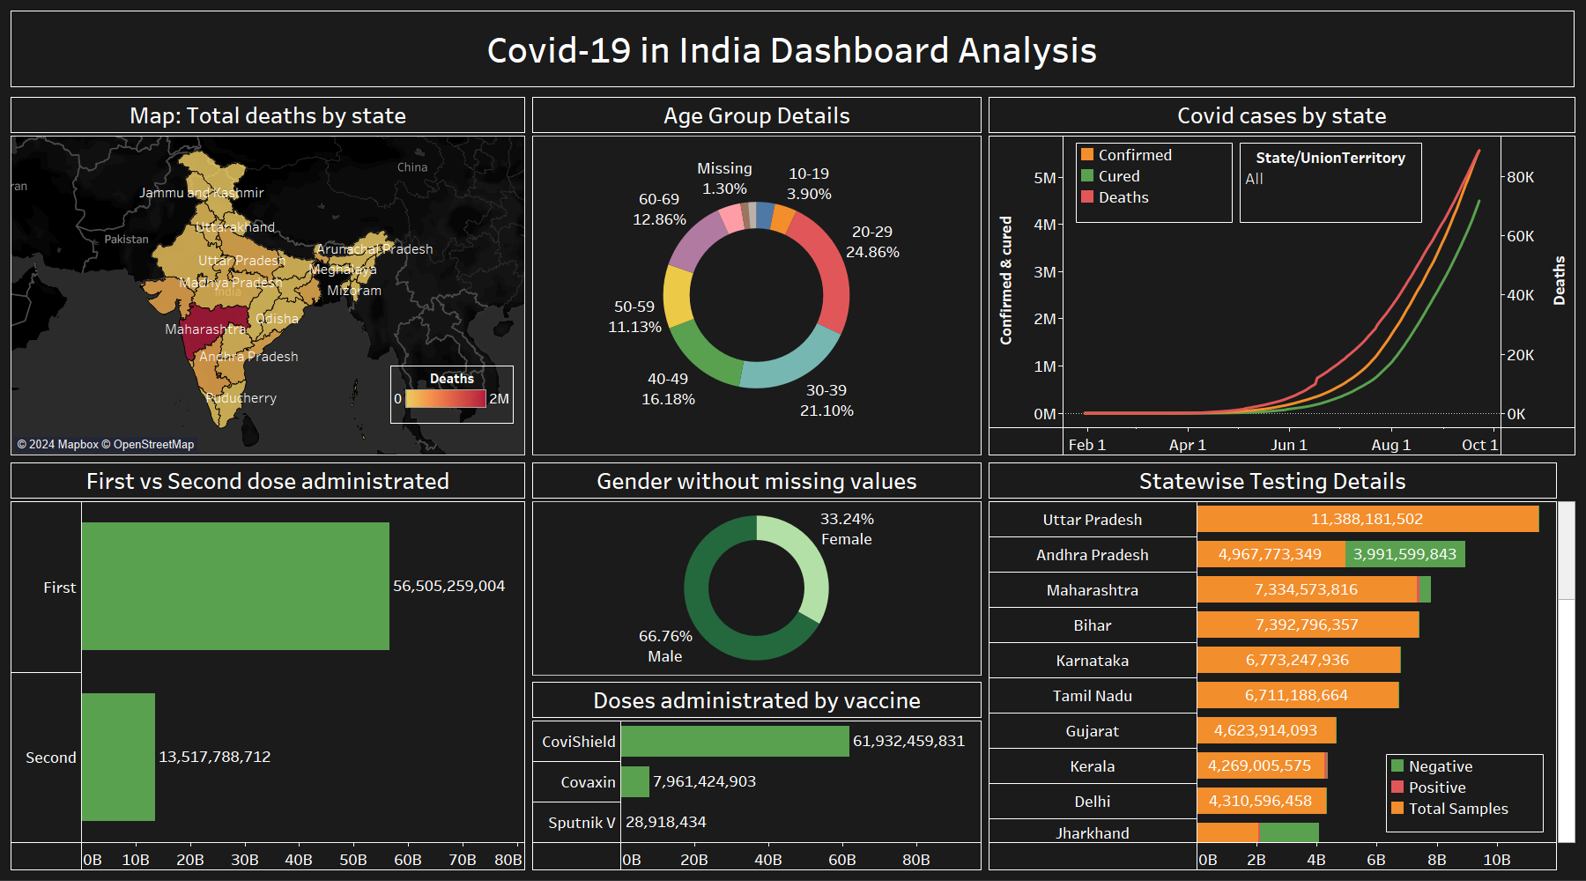 Covid-19 in India Dashboard Analysis
Map: Total deaths by state
China
ran
Jammu and Kashmir
Pakistan
Uttarakhand
Arunachal Pradesh
Uttar Pradesh
Meghalaya
Madhya Pradesh
India
Mizoram
Odisha
Maharashtra
Andhra Pradesh
Puducherry
Deaths
0
2M
© 2024 Mapbox © OpenStreetMap
Age Group Details
Missing
1.30%
10-19
3.90%
60-69
12.86%
20-29
24.86%
50-59
11.13%
40-49
16.18%
30-39
21.10%
Covid cases by state
Confirmed
Cured
Deaths
State/UnionTerritory
All
Confirmed & cured
5M
4M
3M
2M
1M
0M
80K
60K
40K
20K
0K
Deaths
Feb 1
Apr 1
Jun 1
Aug 1
Oct 1
First vs Second dose administrated
First
56,505,259,004
Second
13,517,788,712
0B 10B 20B 30B 40B 50B 60B 70B 80B
Gender without missing values
33.24%
Female
66.76%
Male
Doses administrated by vaccine
CoviShield
61,932,459,831
Covaxin
7,961,424,903
Sputnik V
28,918,434
0B 20B 40B 60B 80B
Statewise Testing Details
Uttar Pradesh
11,388,181,502
Andhra Pradesh
4,967,773,349
3,991,599,843
Maharashtra
7,334,573,816
Bihar
7,392,796,357
Karnataka
6,773,247,936
Tamil Nadu
6,711,188,664
Gujarat
4,623,914,093
Kerala
4,269,005,575
Delhi
4,310,596,458
Jharkhand
Negative
Positive
Total Samples
0B 2B 4B 6B 8B 10B